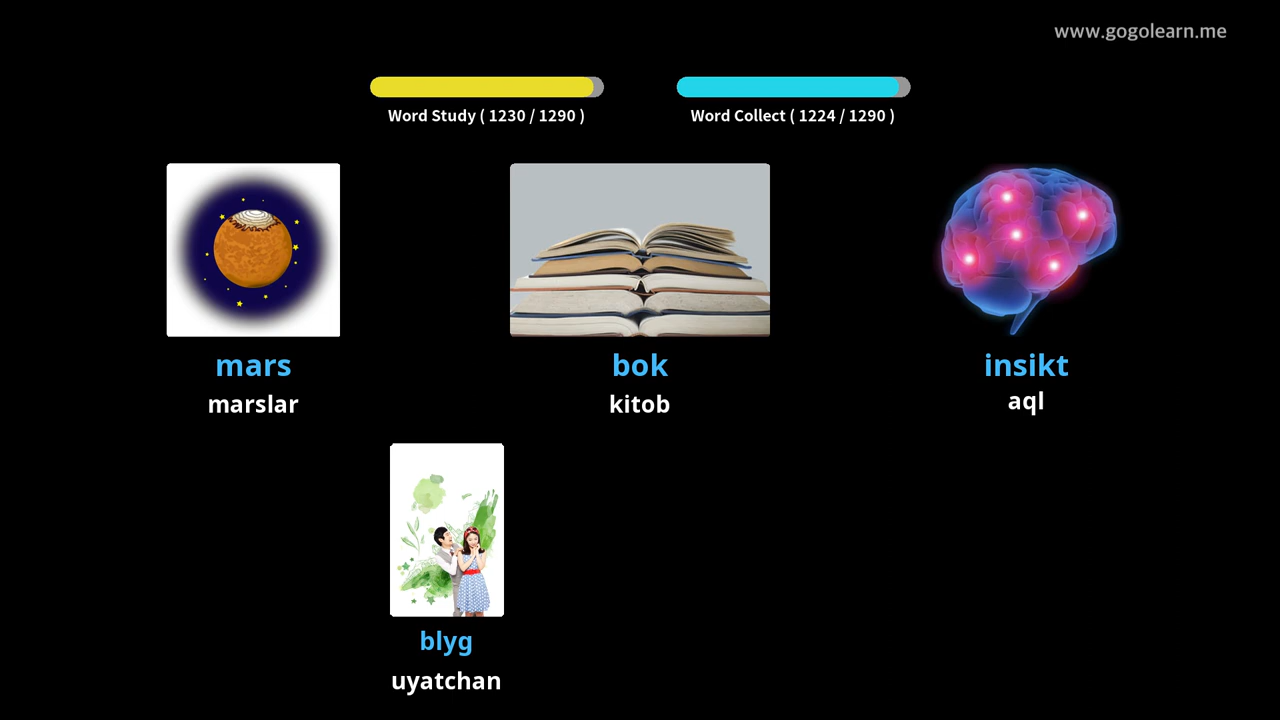 www.gogolearn.me
Word Study ( 1230 / 1290 )
Word Collect ( 1224 / 1290 )
mars
marslar
bok
kitob
insikt
aql
blyg
uyatchan